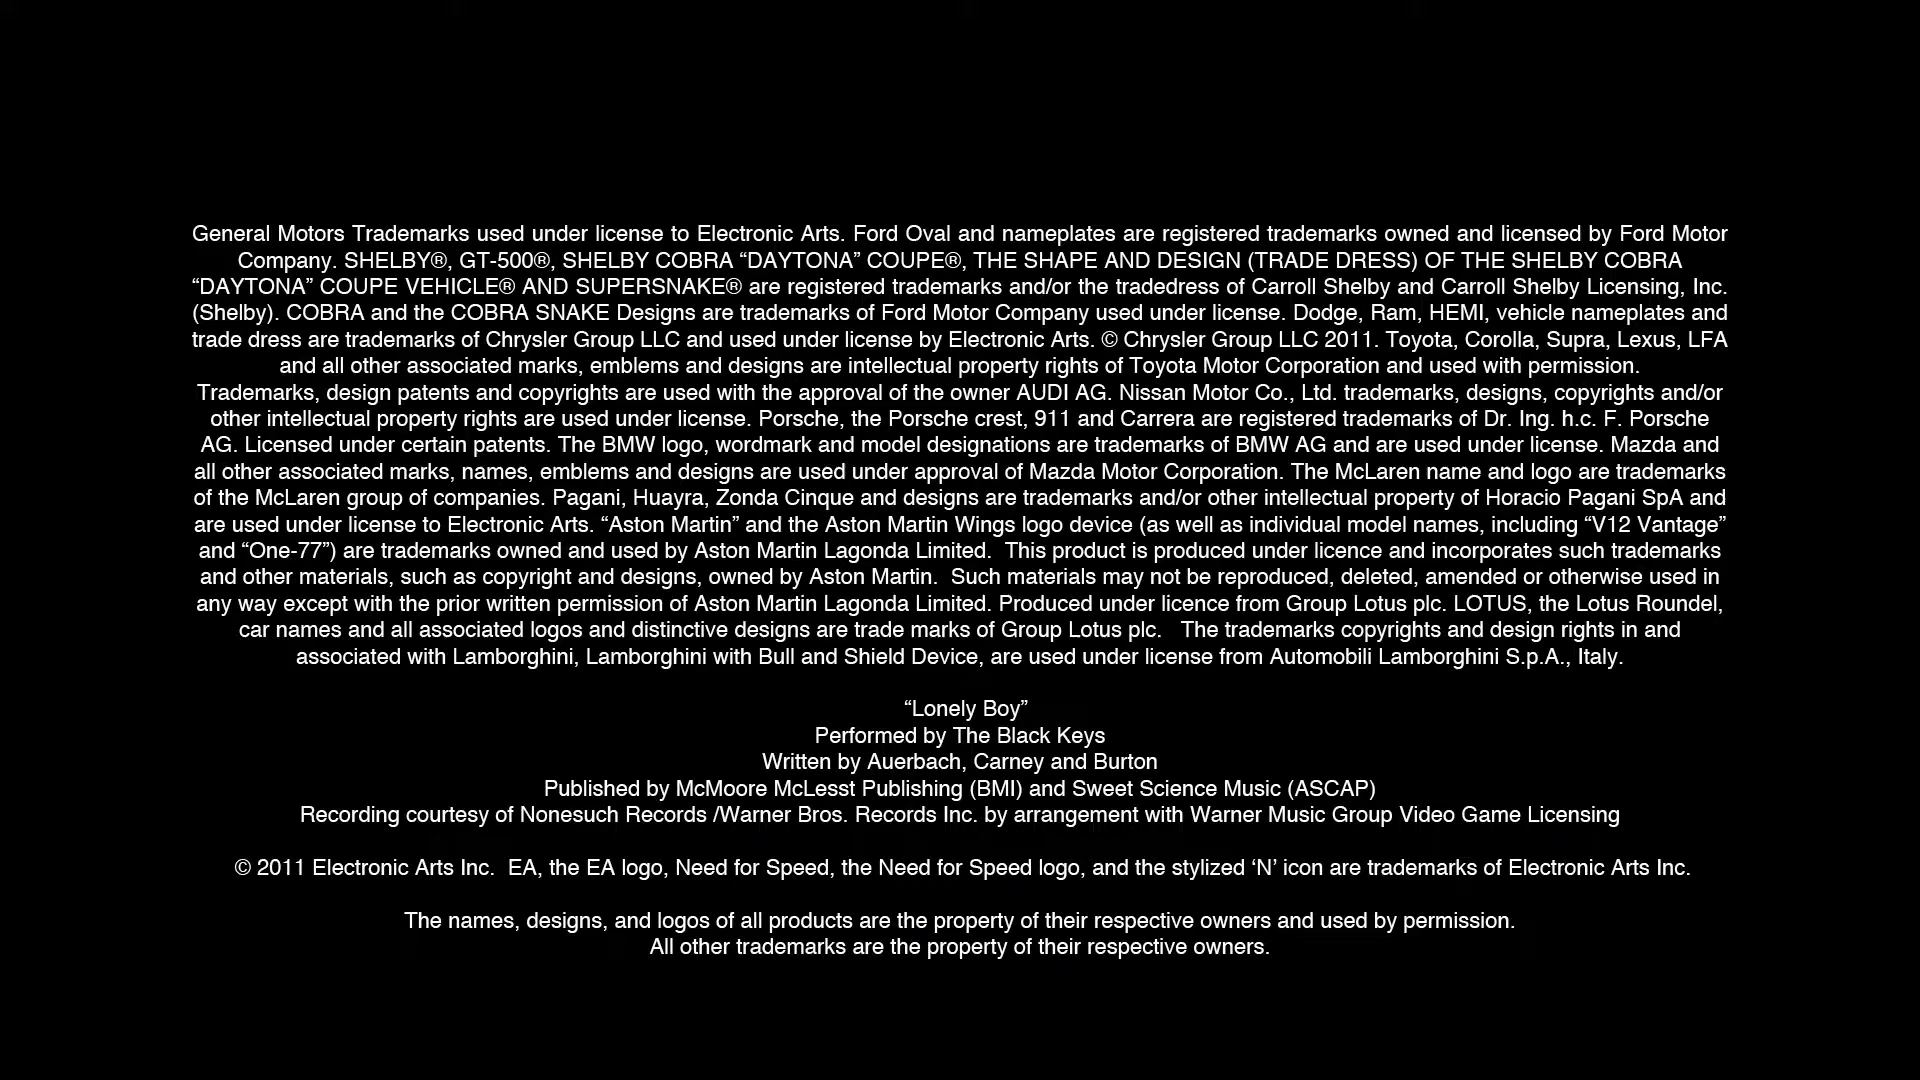 General Motors Trademarks used under license to Electronic Arts. Ford Oval and nameplates are registered trademarks owned and licensed by Ford Motor
Company. SHELBY®, GT-500®, SHELBY COBRA “DAYTONA” COUPE®, THE SHAPE AND DESIGN (TRADE DRESS) OF THE SHELBY COBRA
“DAYTONA” COUPE VEHICLE® AND SUPERSNAKE® are registered trademarks and/or the tradedress of Carroll Shelby and Carroll Shelby Licensing, Inc.
(Shelby). COBRA and the COBRA SNAKE Designs are trademarks of Ford Motor Company used under license. Dodge, Ram, HEMI, vehicle nameplates and
trade dress are trademarks of Chrysler Group LLC and used under license by Electronic Arts. © Chrysler Group LLC 2011. Toyota, Corolla, Supra, Lexus, LFA
and all other associated marks, emblems and designs are intellectual property rights of Toyota Motor Corporation and used with permission.
Trademarks, design patents and copyrights are used with the approval of the owner AUDI AG. Nissan Motor Co., Ltd. trademarks, designs, copyrights and/or
other intellectual property rights are used under license. Porsche, the Porsche crest, 911 and Carrera are registered trademarks of Dr. Ing. h.c. F. Porsche
AG. Licensed under certain patents. The BMW logo, wordmark and model designations are trademarks of BMW AG and are used under license. Mazda and
all other associated marks, names, emblems and designs are used under approval of Mazda Motor Corporation. The McLaren name and logo are trademarks
of the McLaren group of companies. Pagani, Huayra, Zonda Cinque and designs are trademarks and/or other intellectual property of Horacio Pagani SpA and
are used under license to Electronic Arts. “Aston Martin” and the Aston Martin Wings logo device (as well as individual model names, including “V12 Vantage”
and “One-77”) are trademarks owned and used by Aston Martin Lagonda Limited.  This product is produced under licence and incorporates such trademarks
and other materials, such as copyright and designs, owned by Aston Martin.  Such materials may not be reproduced, deleted, amended or otherwise used in
any way except with the prior written permission of Aston Martin Lagonda Limited. Produced under licence from Group Lotus plc. LOTUS, the Lotus Roundel,
car names and all associated logos and distinctive designs are trade marks of Group Lotus plc.   The trademarks copyrights and design rights in and
associated with Lamborghini, Lamborghini with Bull and Shield Device, are used under license from Automobili Lamborghini S.p.A., Italy.
“Lonely Boy”
Performed by The Black Keys
Written by Auerbach, Carney and Burton
Published by McMoore McLesst Publishing (BMI) and Sweet Science Music (ASCAP)
Recording courtesy of Nonesuch Records /Warner Bros. Records Inc. by arrangement with Warner Music Group Video Game Licensing
© 2011 Electronic Arts Inc.  EA, the EA logo, Need for Speed, the Need for Speed logo, and the stylized ‘N’ icon are trademarks of Electronic Arts Inc.
The names, designs, and logos of all products are the property of their respective owners and used by permission.
All other trademarks are the property of their respective owners.